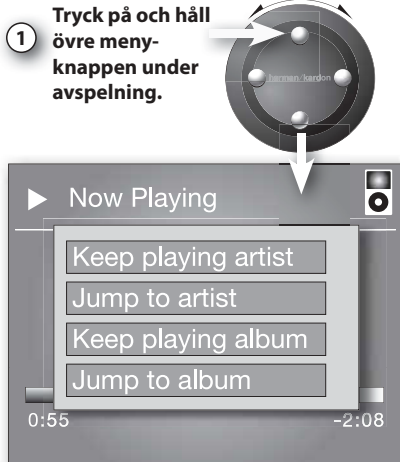 Tryck på och håll
1 övre meny-
knappen under
avspelning.
harman/kardon
Now Playing
Keep playing artist
Jump to artist
Keep playing album
Jump to album
0:55 -2:08